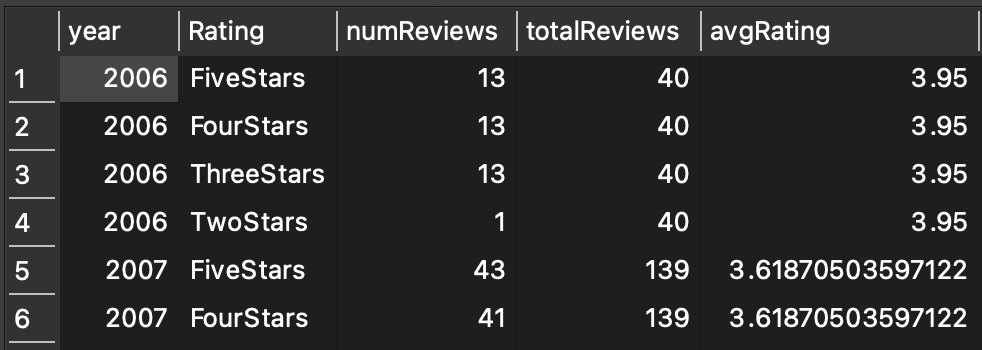 year Rating numReviews totalReviews avgRating
1 2006 FiveStars 13 40 3.95
2 2006 FourStars 13 40 3.95
3 2006 ThreeStars 13 40 3.95
4 2006 TwoStars 1 40 3.95
5 2007 FiveStars 43 139 3.61870503597122
6 2007 FourStars 41 139 3.61870503597122